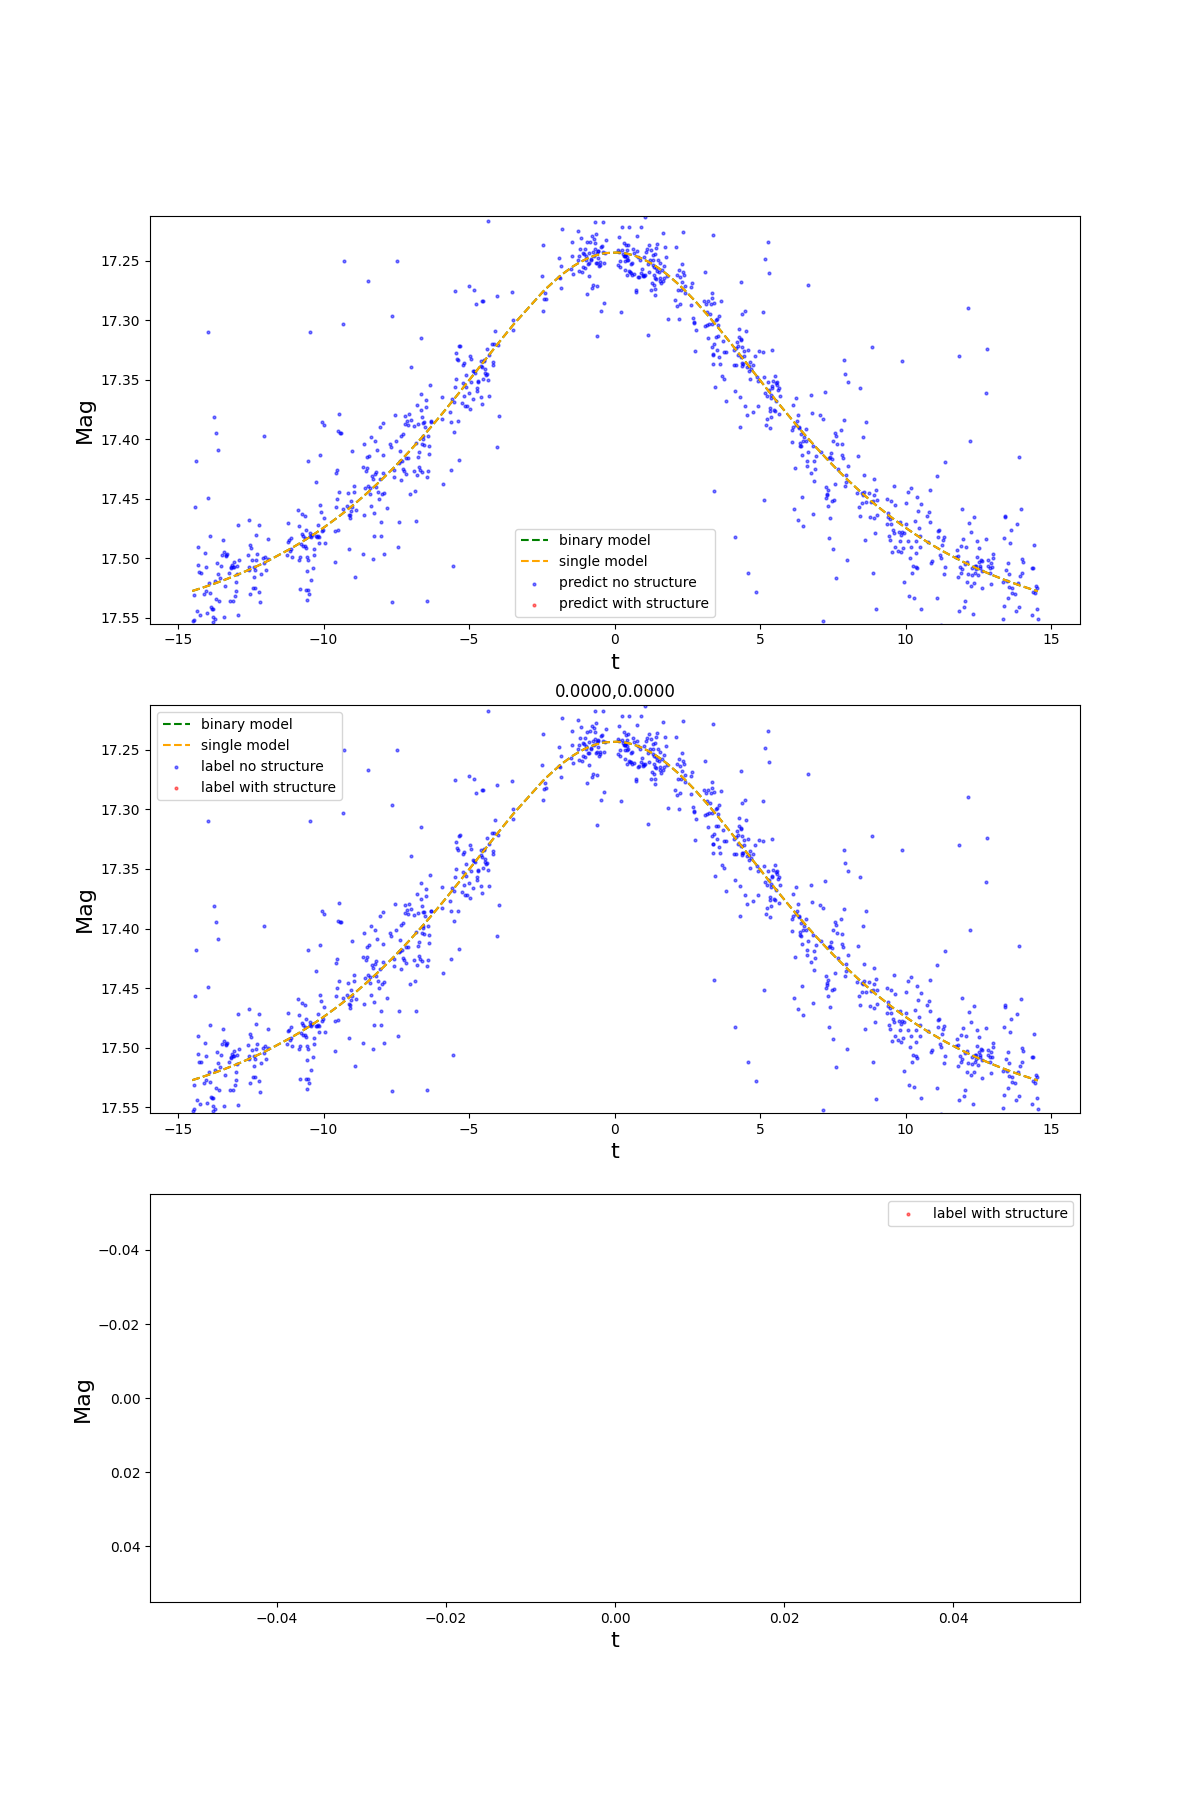 17.25
17.30
17.35
17.40
17.45
17.50
17.55
Mag
binary model
single model
predict no structure
predict with structure
−15
−10
−5
0
5
10
15
t
0.0000,0.0000
binary model
single model
label no structure
label with structure
17.25
17.30
17.35
17.40
17.45
17.50
17.55
Mag
−15
−10
−5
0
5
10
15
t
label with structure
−0.04
−0.02
0.00
0.02
0.04
Mag
−0.04
−0.02
0.00
0.02
0.04
t